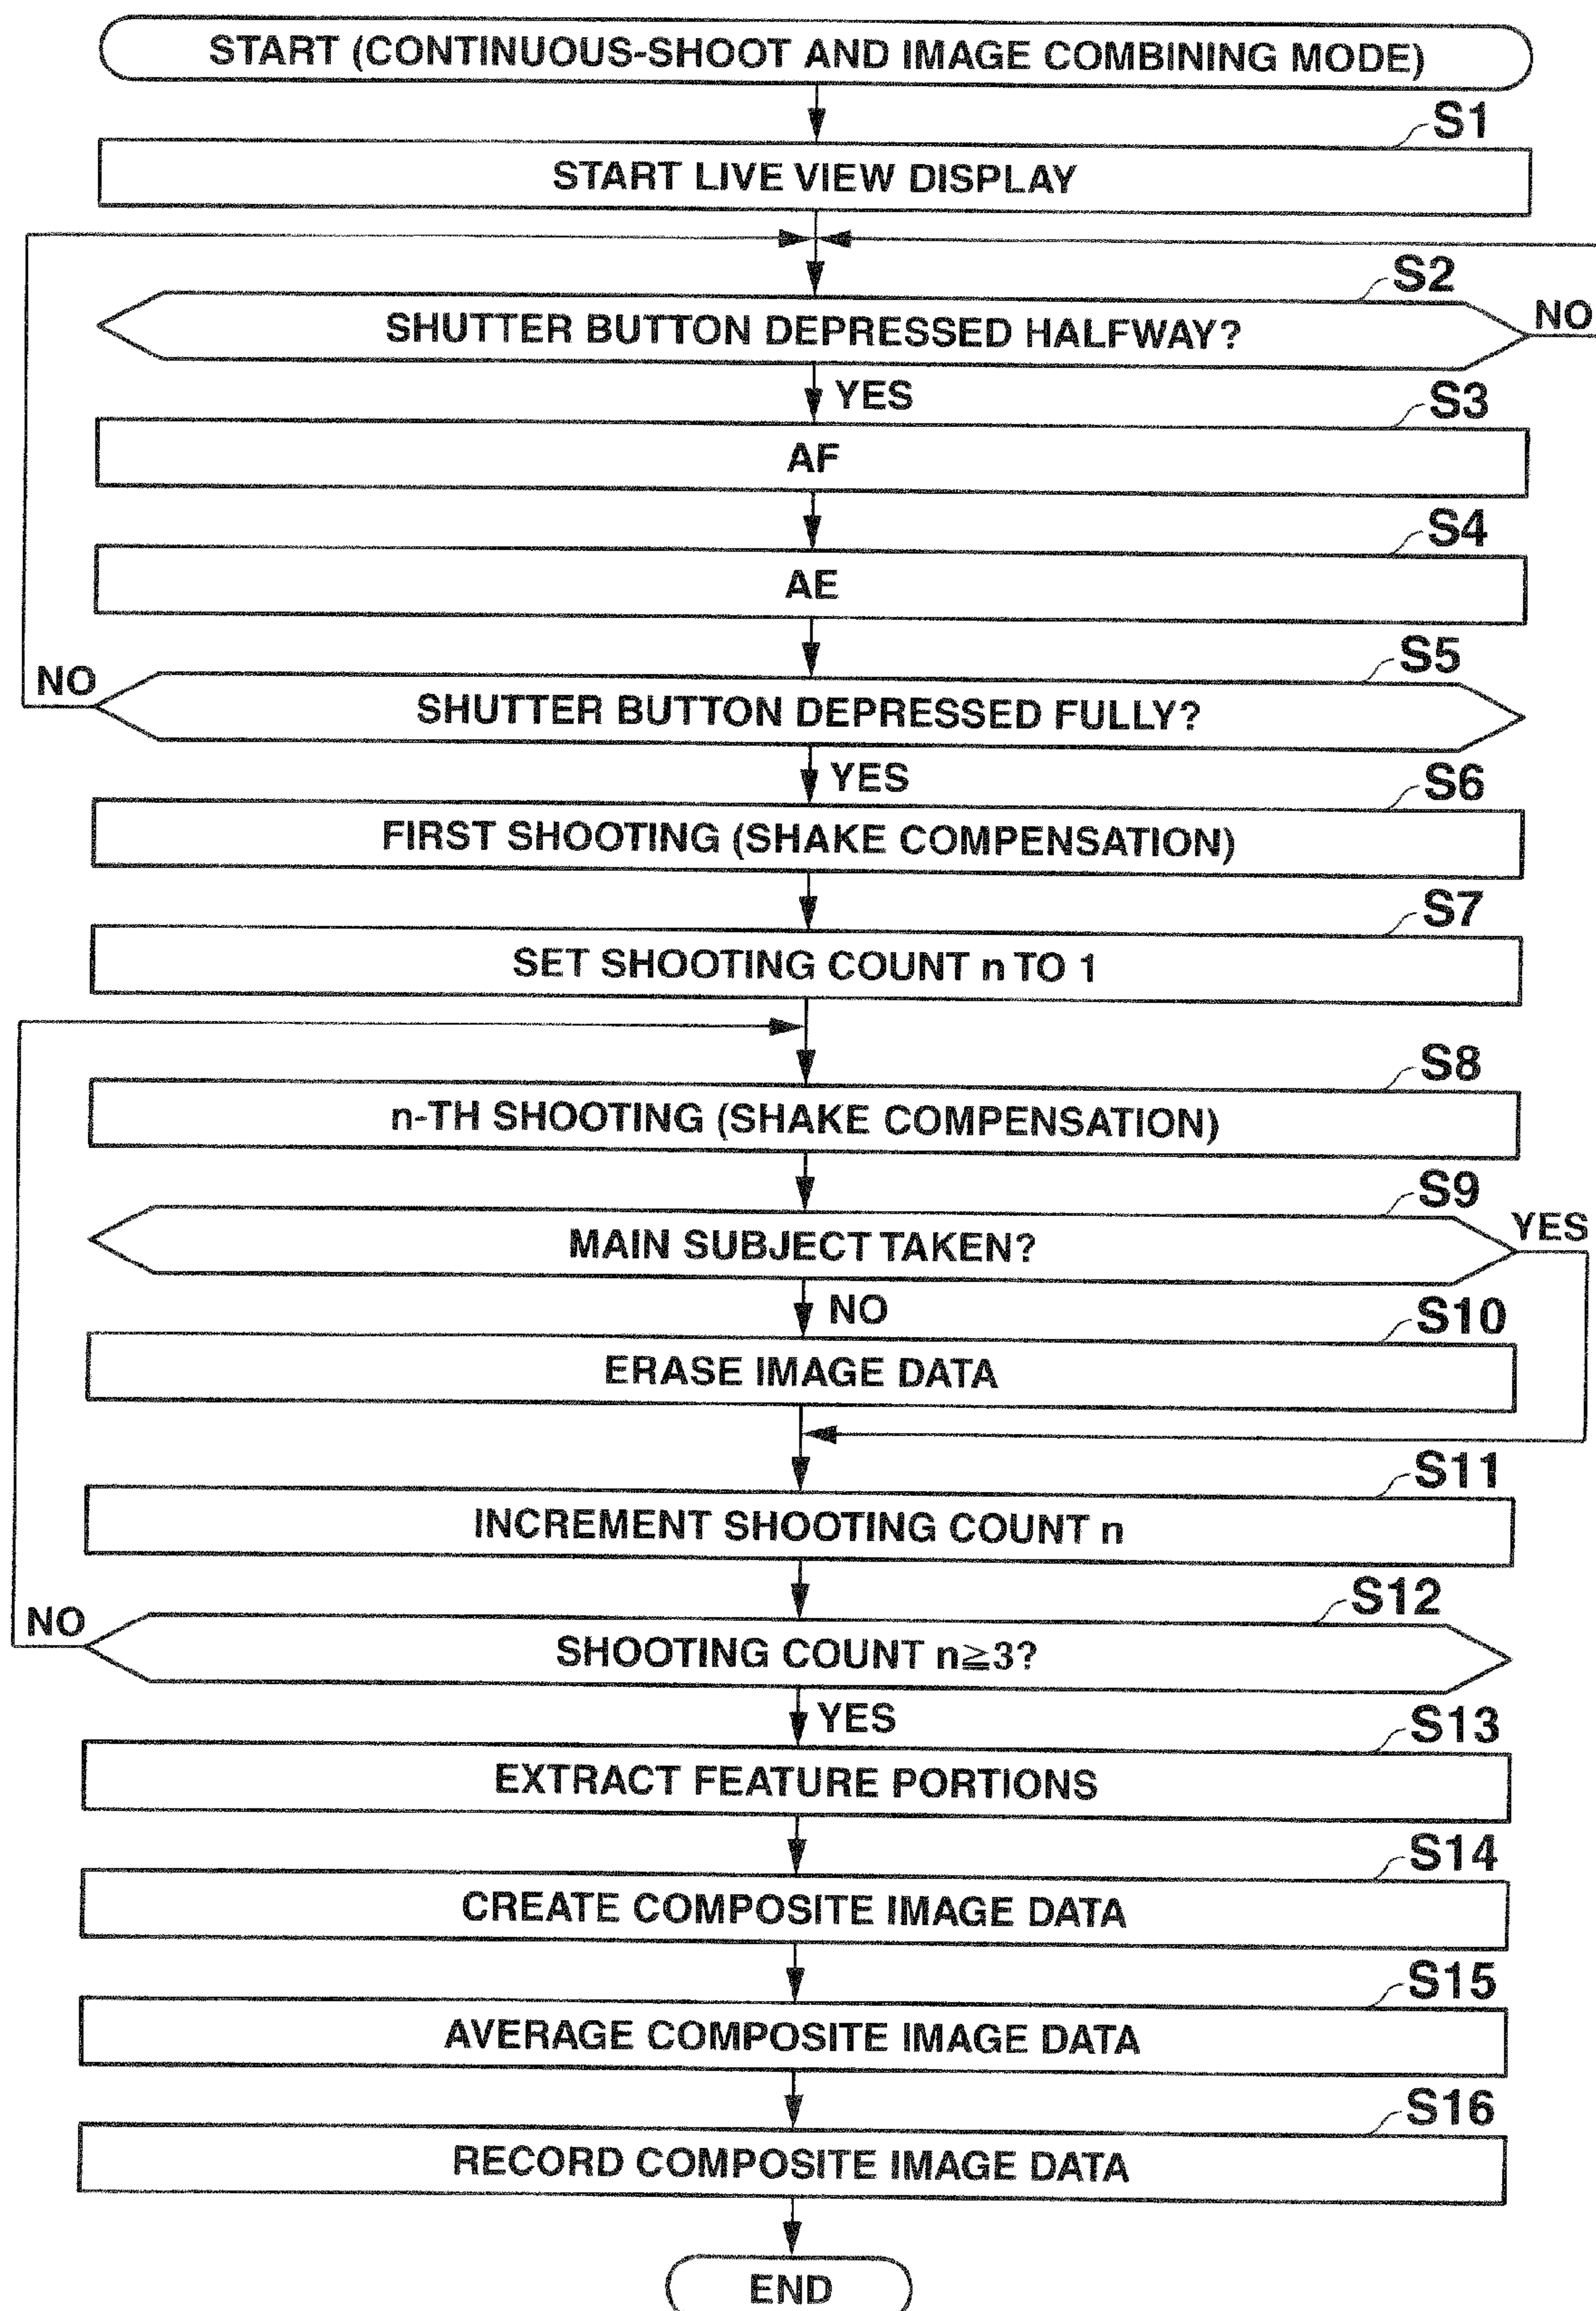 START (CONTINUOUS-SHOOT AND IMAGE COMBINING MODE)
S1
START LIVE VIEW DISPLAY
S2
SHUTTER BUTTON DEPRESSED HALFWAY?
NO
YES
S3
AF
S4
AE
S5
NO
SHUTTER BUTTON DEPRESSED FULLY?
YES
S6
FIRST SHOOTING (SHAKE COMPENSATION)
S7
SET SHOOTING COUNT n TO 1
S8
n-TH SHOOTING (SHAKE COMPENSATION)
S9
MAIN SUBJECT TAKEN?
YES
NO
S10
ERASE IMAGE DATA
S11
INCREMENT SHOOTING COUNT n
S12
NO
SHOOTING COUNT n≧3?
YES
S13
EXTRACT FEATURE PORTIONS
S14
CREATE COMPOSITE IMAGE DATA
S15
AVERAGE COMPOSITE IMAGE DATA
S16
RECORD COMPOSITE IMAGE DATA
END